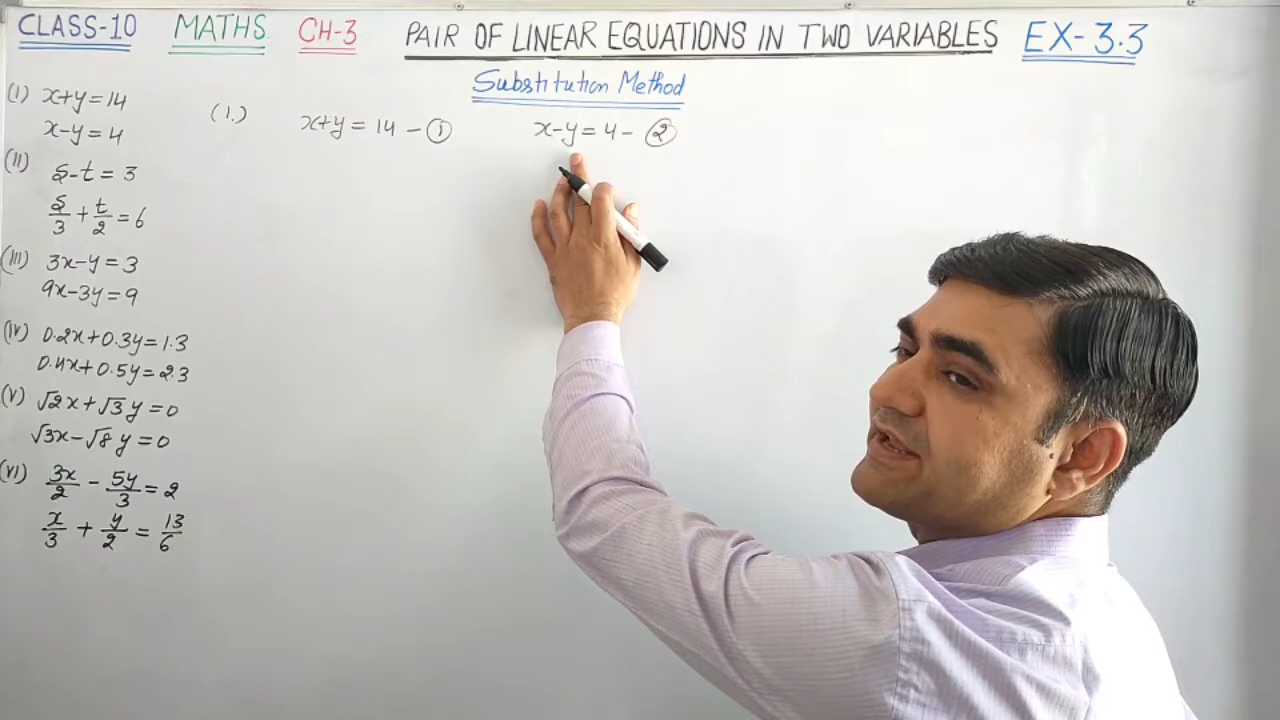 CLASS-10 MATHS CH-3 PAIR OF LINEAR EQUATIONS IN TWO VARIABLES EX-3.3
Substitution Method
(I) x+y=14
x-y=4
(II) s-t=3
s/3 + t/2 = 6
(III) 3x-y=3
9x-3y=9
(IV) 0.2x+0.3y=1.3
0.4x+0.5y=2.3
(V) √2x+√3y=0
√3x-√8y=0
(VI) 3x/2 - 5y/3 = 2
x/3 + y/2 = 13/6
(1.) x+y=14-① x-y=4-②